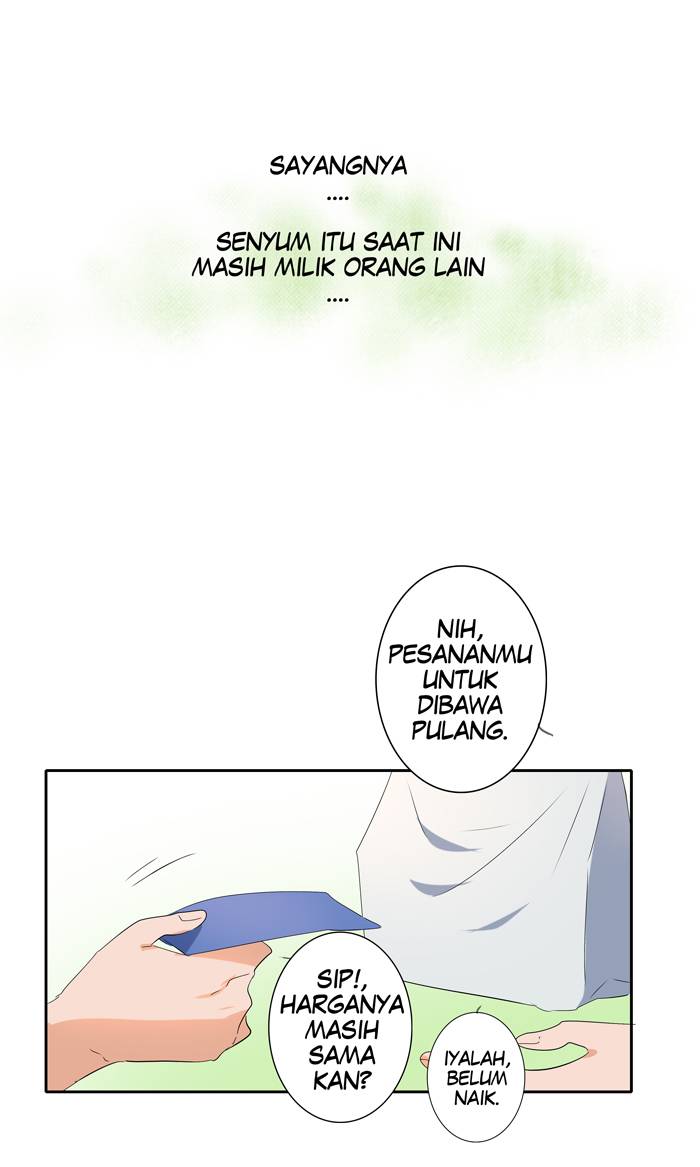 SAYANGNYA
....
SENYUM ITU SAAT INI
MASIH MILIK ORANG LAIN
....
NIH,
PESANANMU
UNTUK
DIBAWA
PULANG.
SIP!,
HARGANYA
MASIH
SAMA
KAN?
IYALAH,
BELUM
NAIK.